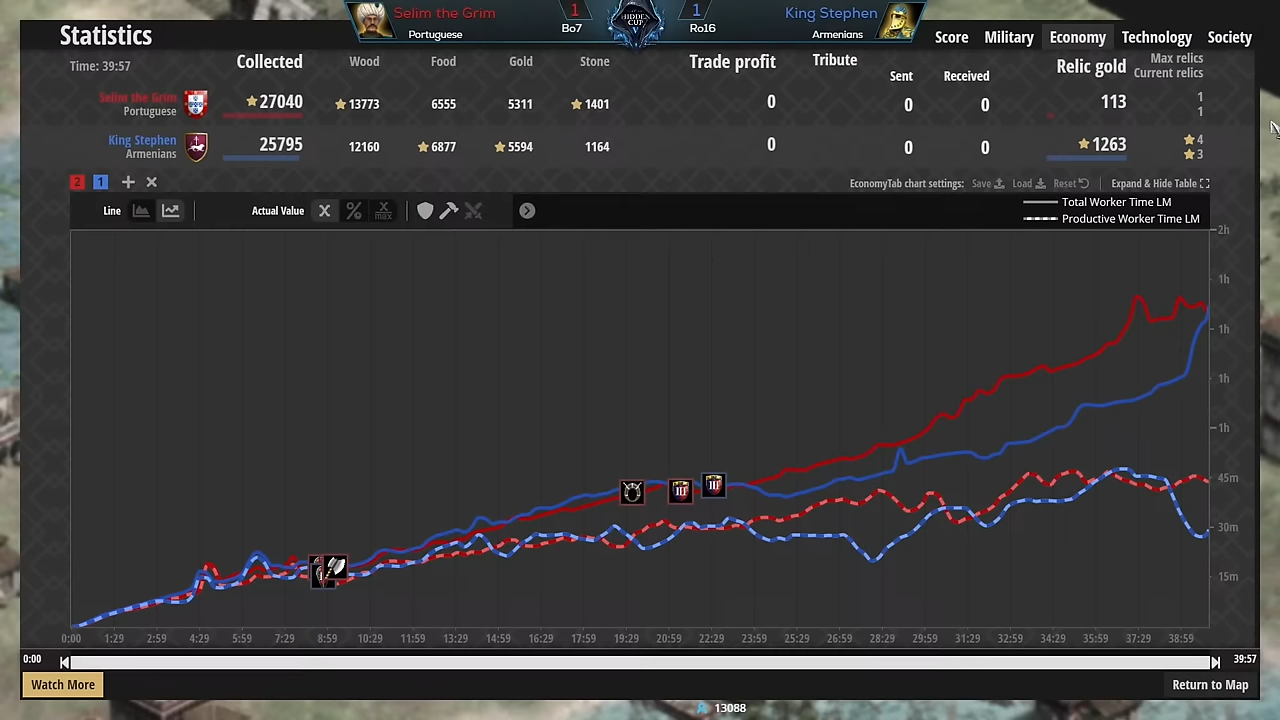 Selim the Grim 1 HIDDEN CUP 1 King Stephen
Portuguese Bo7 Ro16 Armenians
Statistics Score Military Economy Technology Society
Time: 39:57 Collected Wood Food Gold Stone Trade profit Tribute Sent Received Relic gold Max relics
Current relics
Selim the Grim 27040 13773 6555 5311 1401 0 0 0 113 1
Portuguese 1
King Stephen 25795 12160 6877 5594 1164 0 0 0 1263 4
Armenians 3
2 1 EconomyTab chart settings: Save Load Reset Expand & Hide Table
Line Actual Value X % X/max Total Worker Time LM
Productive Worker Time LM
2h
1h
1h
1h
1h
45m
III III
30m
15m
0:00 1:29 2:59 4:29 5:59 7:29 8:59 10:29 11:59 13:29 14:59 16:29 17:59 19:29 20:59 22:29 23:59 25:29 26:59 28:29 29:59 31:29 32:59 34:29 35:59 37:29 38:59
0:00 39:57
Watch More Return to Map
13088